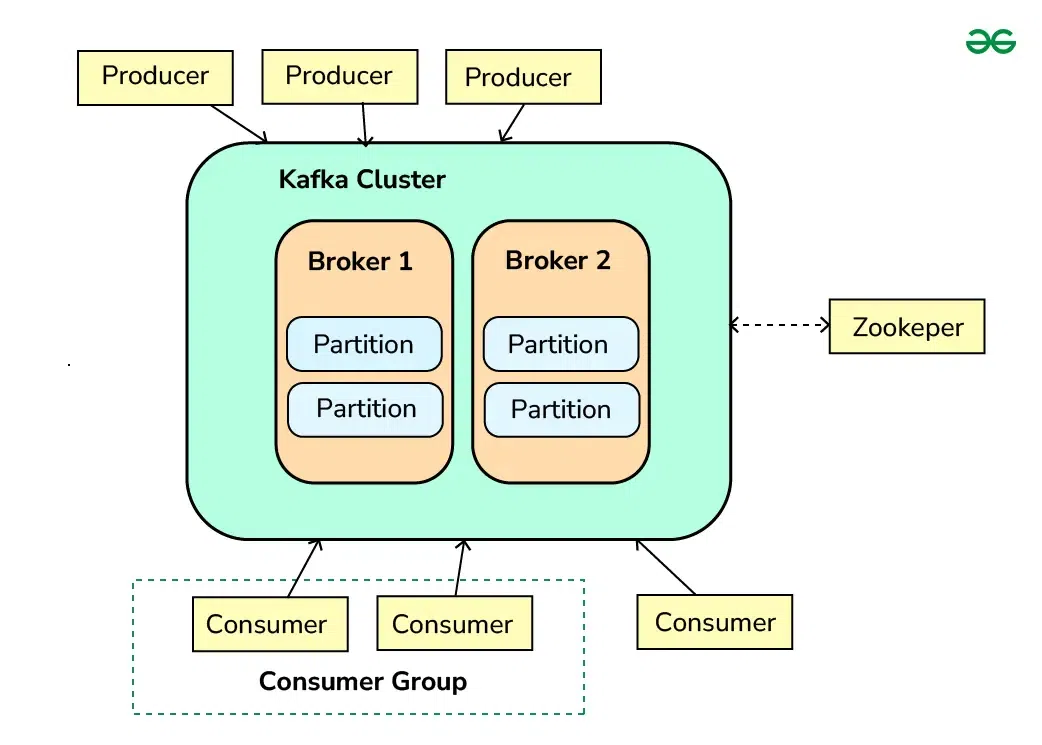 Producer
Producer
Producer
Kafka Cluster
Broker 1
Broker 2
Partition
Partition
Partition
Partition
Zookeper
Consumer
Consumer
Consumer
Consumer Group